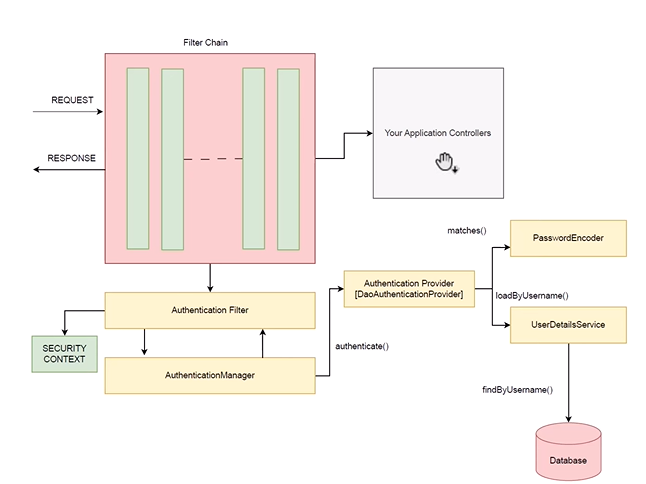 Filter Chain
REQUEST
RESPONSE
Your Application Controllers
matches()
PasswordEncoder
Authentication Provider
[DaoAuthenticationProvider]
loadByUsername()
Authentication Filter
UserDetailsService
SECURITY
CONTEXT
authenticate()
AuthenticationManager
findByUsername()
Database